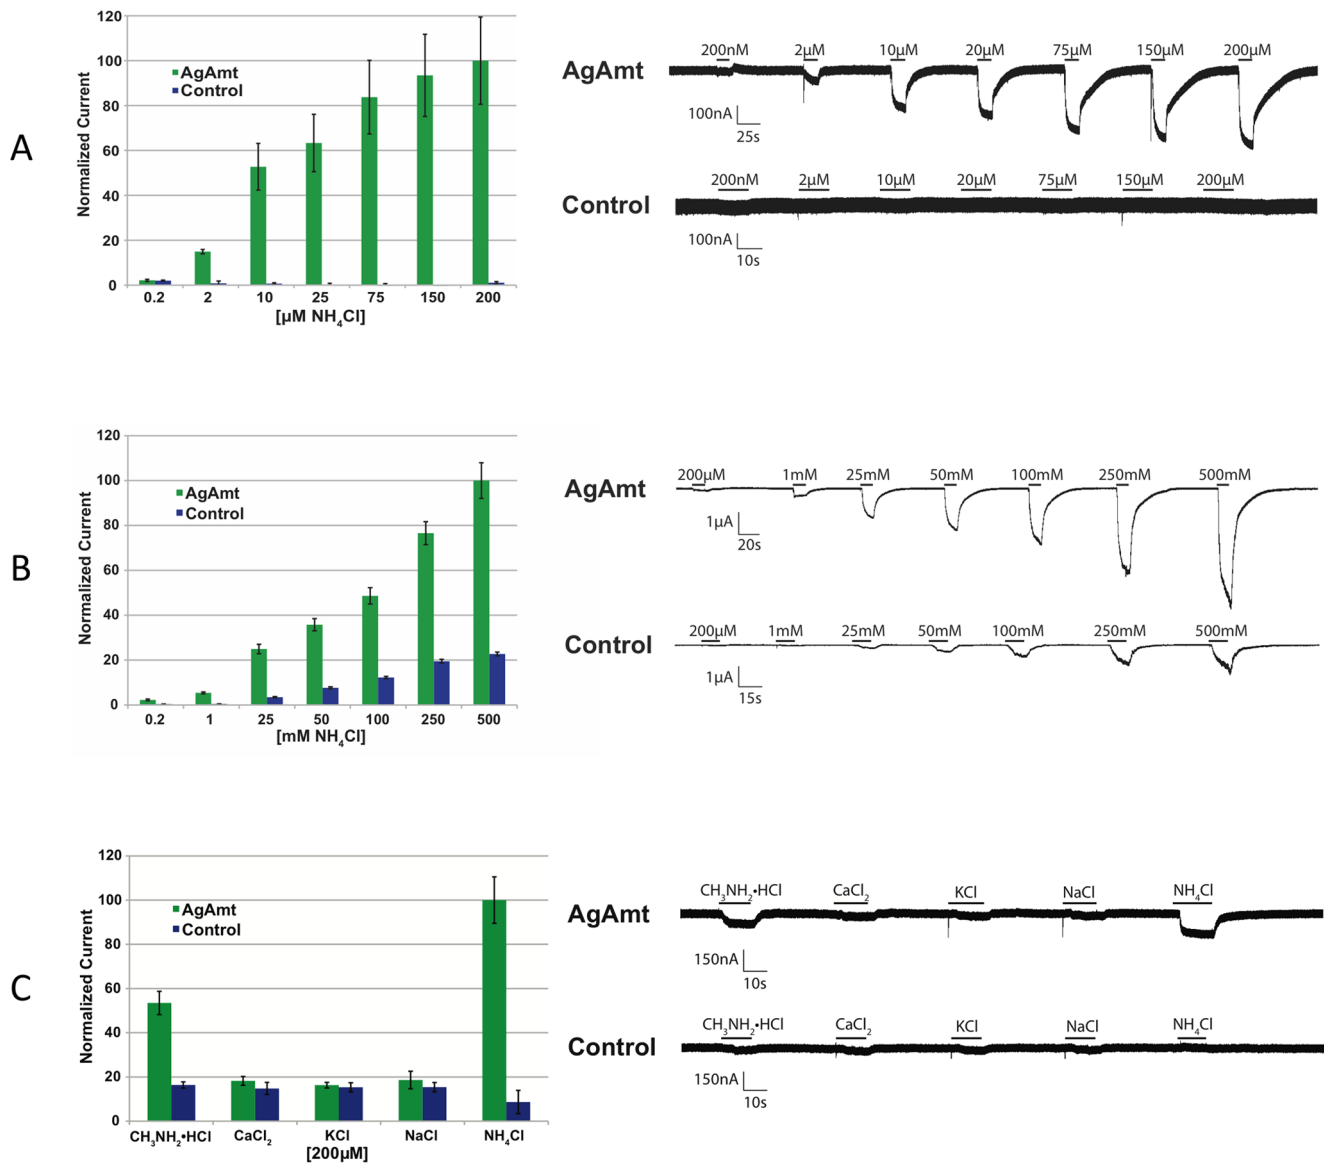 A
120
100
80
60
40
20
0
Normalized Current
AgAmt
Control
0.2 2 10 25 75 150 200
[µM NH₄Cl]
AgAmt
200nM 2µM 10µM 20µM 75µM 150µM 200µM
100nA
25s
Control
200nM 2µM 10µM 20µM 75µM 150µM 200µM
100nA
10s
B
120
100
80
60
40
20
0
Normalized Current
AgAmt
Control
0.2 1 25 50 100 250 500
[mM NH₄Cl]
AgAmt
200µM 1mM 25mM 50mM 100mM 250mM 500mM
1µA
20s
Control
200µM 1mM 25mM 50mM 100mM 250mM 500mM
1µA
15s
C
120
100
80
60
40
20
0
Normalized Current
AgAmt
Control
CH₃NH₂•HCl CaCl₂ KCl NaCl NH₄Cl
[200µM]
AgAmt
CH₃NH₂•HCl CaCl₂ KCl NaCl NH₄Cl
150nA
10s
Control
CH₃NH₂•HCl CaCl₂ KCl NaCl NH₄Cl
150nA
10s